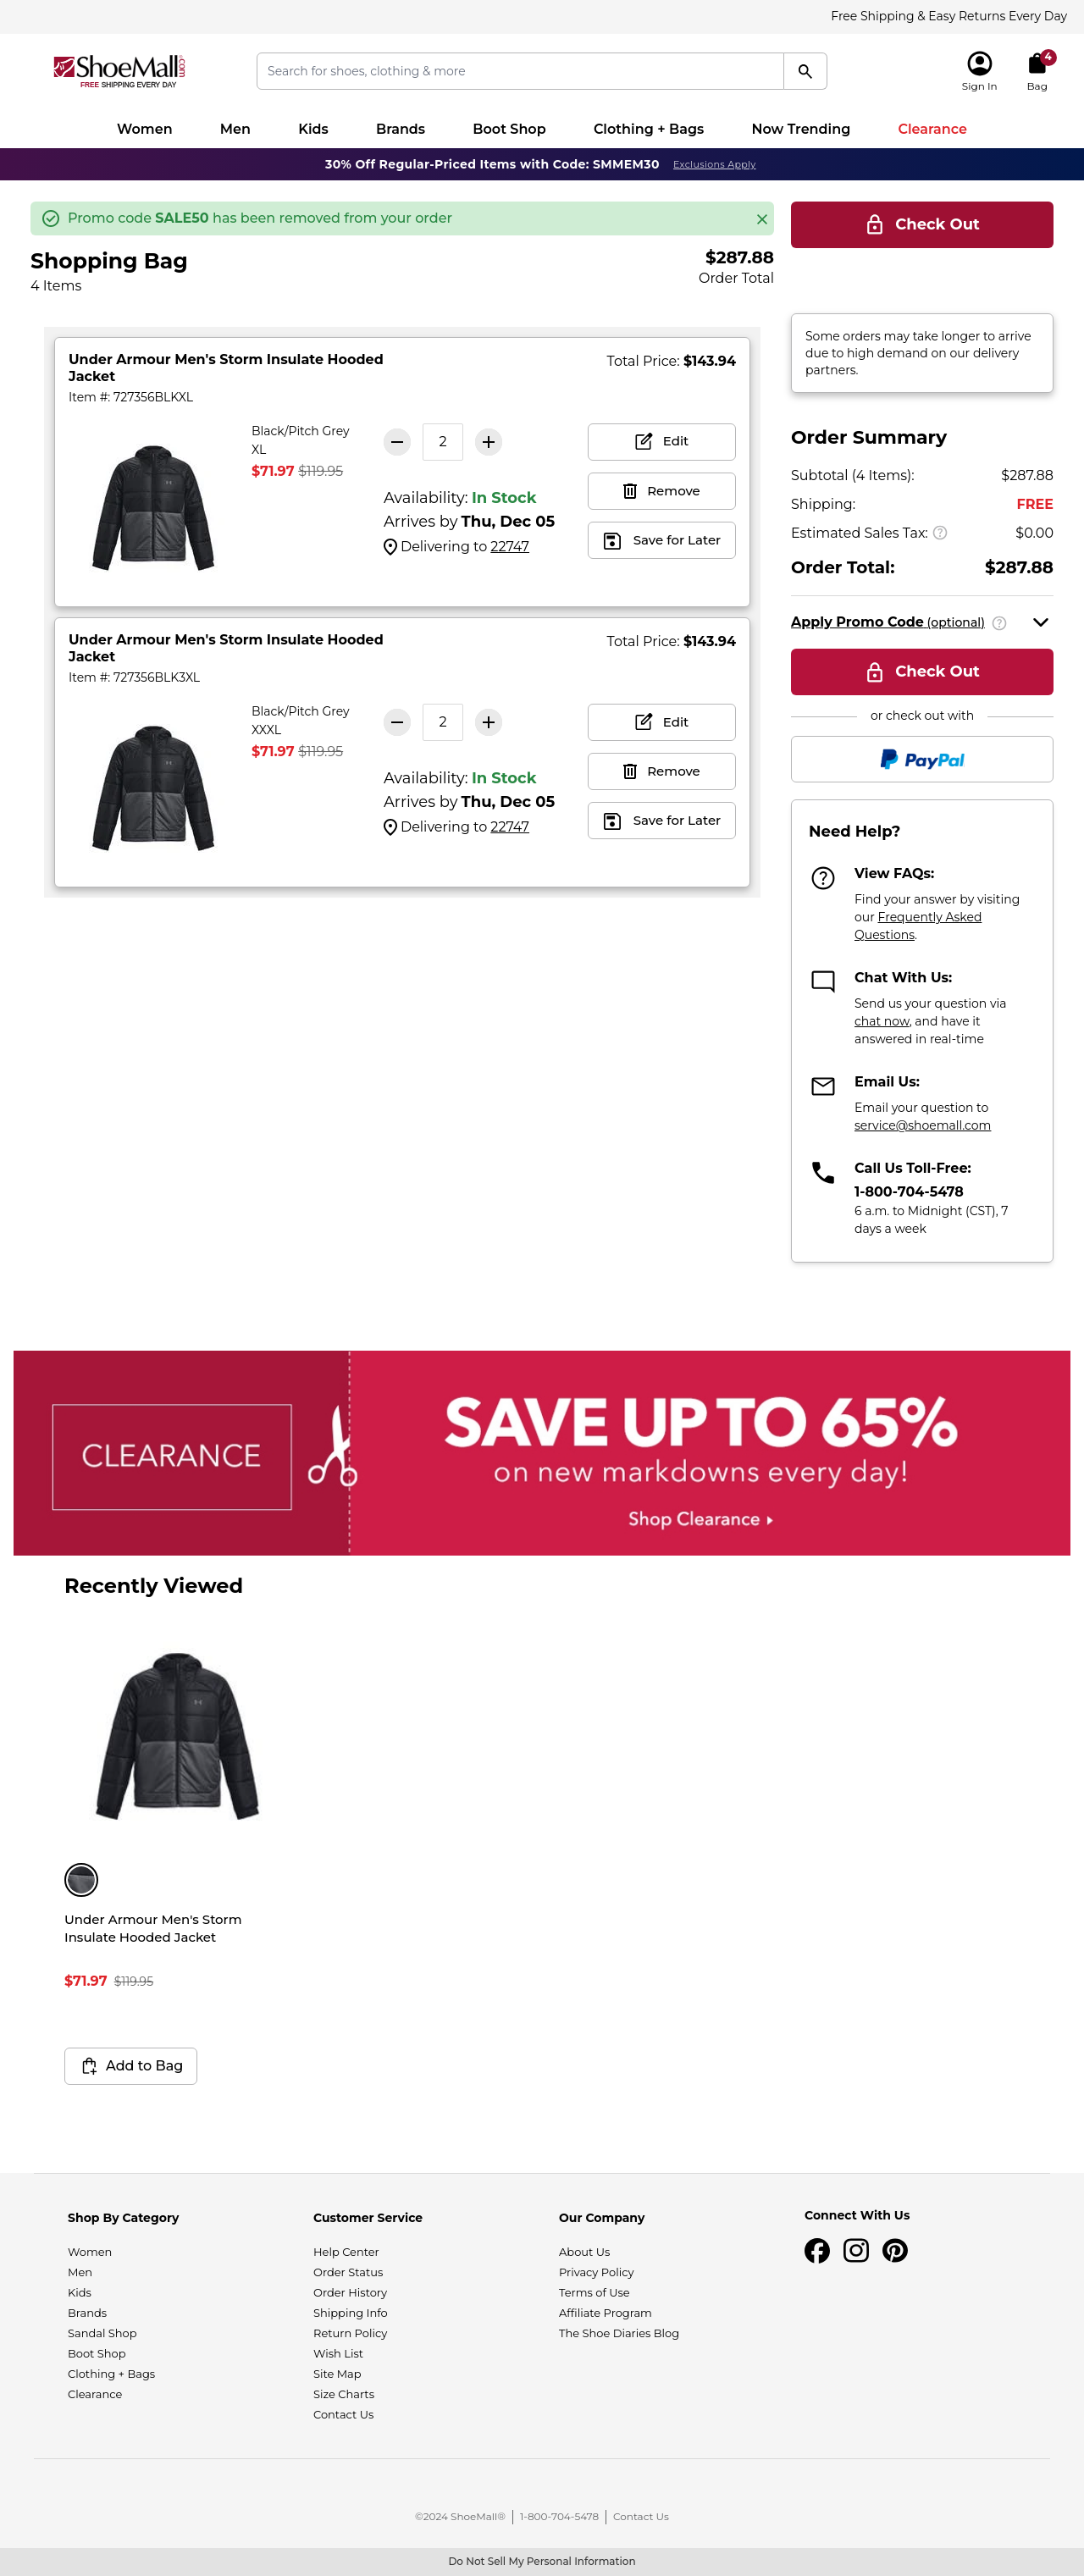 Free Shipping & Easy Returns Every Day
ShoeMall.com
FREE SHIPPING EVERY DAY
Search for shoes, clothing & more
Sign In
4
Bag
Women Men Kids Brands Boot Shop Clothing + Bags Now Trending Clearance
30% Off Regular-Priced Items with Code: SMMEM30 Exclusions Apply
Promo code SALE50 has been removed from your order
Check Out
Shopping Bag
4 Items
$287.88
Order Total
Some orders may take longer to arrive
due to high demand on our delivery
partners.
Under Armour Men's Storm Insulate Hooded
Jacket
Item #: 727356BLKXL
Total Price: $143.94
Black/Pitch Grey
XL
$71.97 $119.95
2
Availability: In Stock
Arrives by Thu, Dec 05
Delivering to 22747
Edit
Remove
Save for Later
Under Armour Men's Storm Insulate Hooded
Jacket
Item #: 727356BLK3XL
Total Price: $143.94
Black/Pitch Grey
XXXL
$71.97 $119.95
2
Availability: In Stock
Arrives by Thu, Dec 05
Delivering to 22747
Edit
Remove
Save for Later
Order Summary
Subtotal (4 Items): $287.88
Shipping: FREE
Estimated Sales Tax: $0.00
Order Total: $287.88
Apply Promo Code (optional)
Check Out
or check out with
PayPal
Need Help?
View FAQs:
Find your answer by visiting
our Frequently Asked
Questions.
Chat With Us:
Send us your question via
chat now, and have it
answered in real-time
Email Us:
Email your question to
service@shoemall.com
Call Us Toll-Free:
1-800-704-5478
6 a.m. to Midnight (CST), 7
days a week
CLEARANCE
SAVE UP TO 65%
on new markdowns every day!
Shop Clearance
Recently Viewed
Under Armour Men's Storm
Insulate Hooded Jacket
$71.97 $119.95
Add to Bag
Shop By Category
Women
Men
Kids
Brands
Sandal Shop
Boot Shop
Clothing + Bags
Clearance
Customer Service
Help Center
Order Status
Order History
Shipping Info
Return Policy
Wish List
Site Map
Size Charts
Contact Us
Our Company
About Us
Privacy Policy
Terms of Use
Affiliate Program
The Shoe Diaries Blog
Connect With Us
©2024 ShoeMall® | 1-800-704-5478 | Contact Us
Do Not Sell My Personal Information